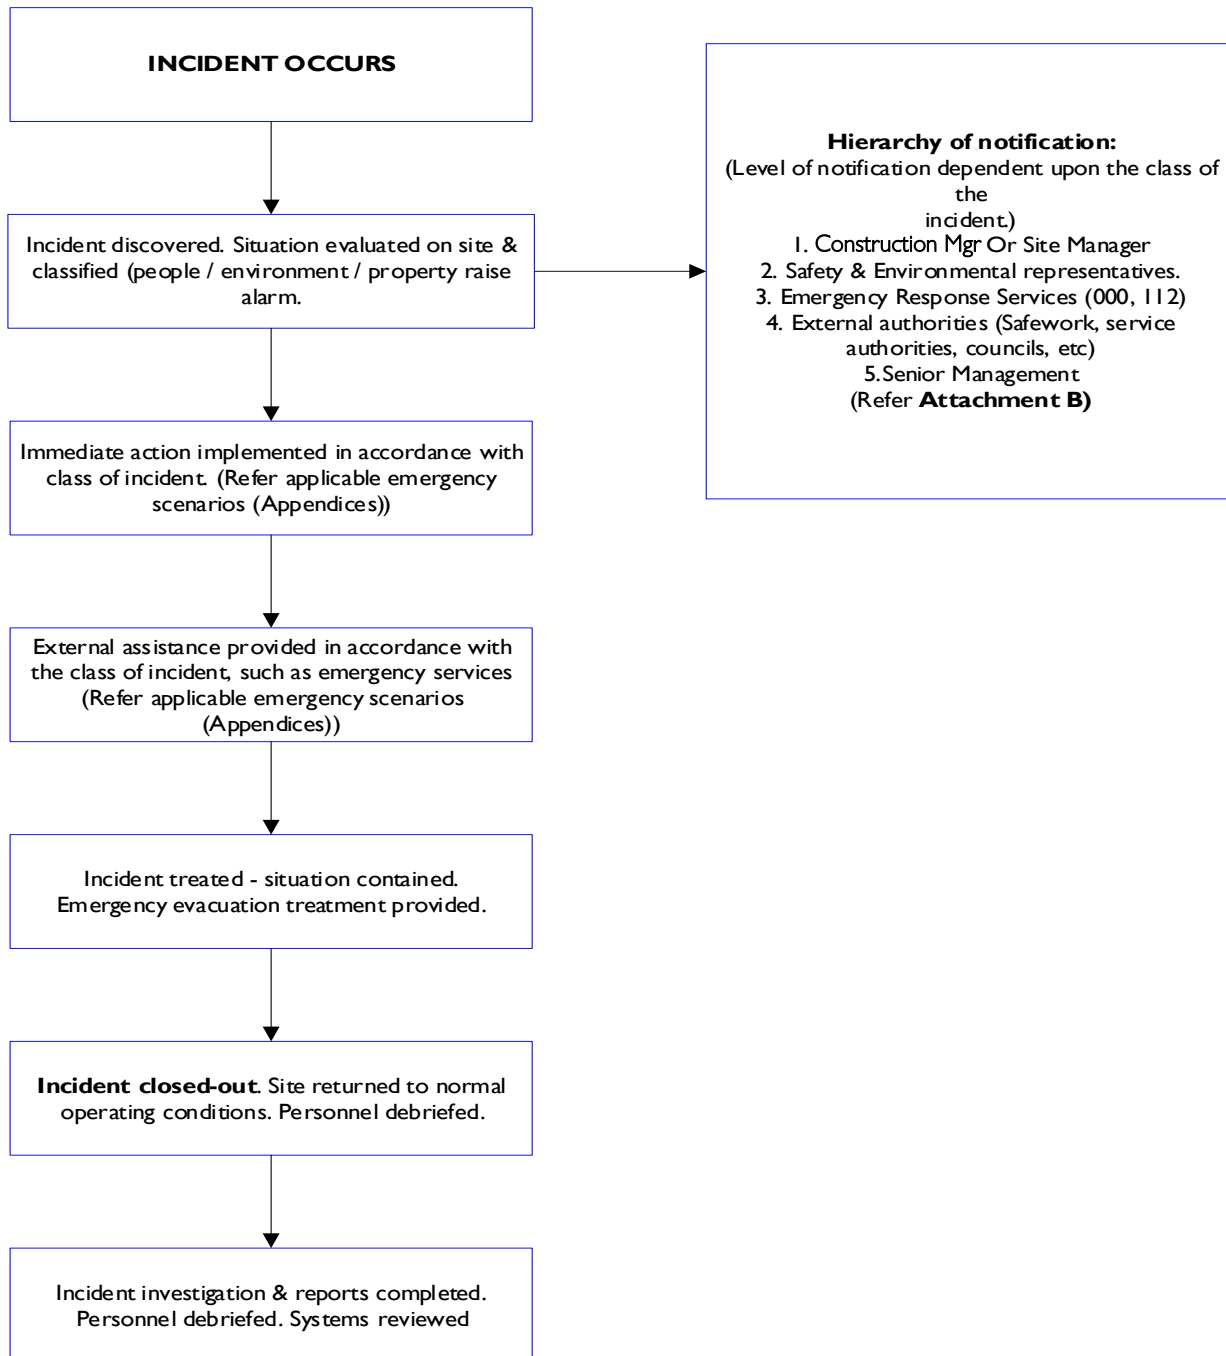 INCIDENT OCCURS
Hierarchy of notification:
(Level of notification dependent upon the class of
the
incident.)
1. Construction Mgr Or Site Manager
2. Safety & Environmental representatives.
3. Emergency Response Services (000, 112)
4. External authorities (Safework, service
authorities, councils, etc)
5.Senior Management
(Refer Attachment B)
Incident discovered. Situation evaluated on site &
classified (people / environment / property raise
alarm.
Immediate action implemented in accordance with
class of incident. (Refer applicable emergency
scenarios (Appendices))
External assistance provided in accordance with
the class of incident, such as emergency services
(Refer applicable emergency scenarios
(Appendices))
Incident treated - situation contained.
Emergency evacuation treatment provided.
Incident closed-out. Site returned to normal
operating conditions. Personnel debriefed.
Incident investigation & reports completed.
Personnel debriefed. Systems reviewed